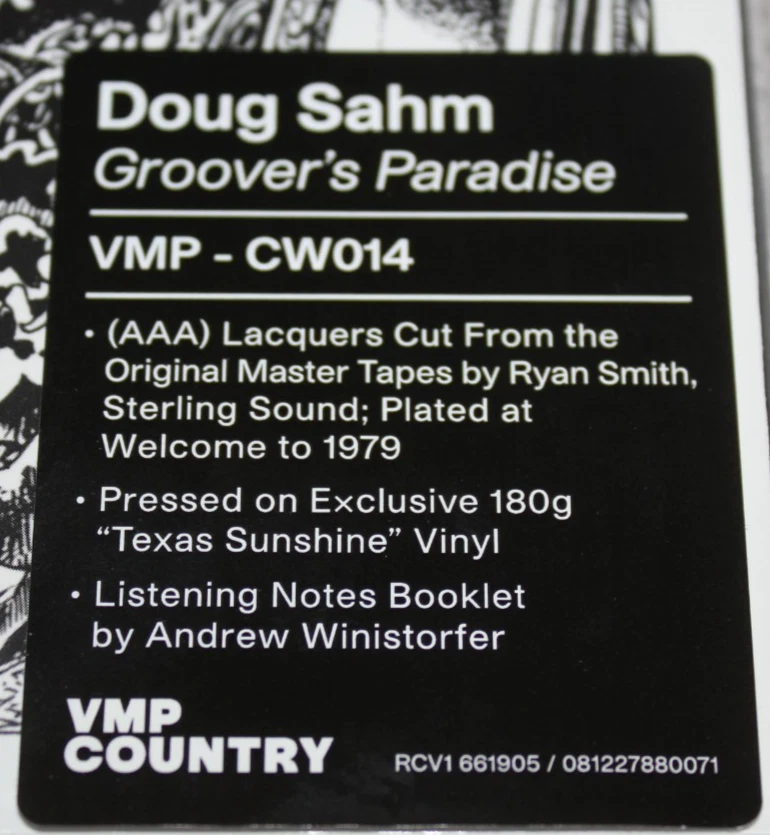 Doug Sahm
Groover's Paradise
VMP - CW014
• (AAA) Lacquers Cut From the
Original Master Tapes by Ryan Smith,
Sterling Sound; Plated at
Welcome to 1979
• Pressed on Exclusive 180g
“Texas Sunshine” Vinyl
• Listening Notes Booklet
by Andrew Winistorfer
VMP
COUNTRY
RCV1 661905 / 081227880071